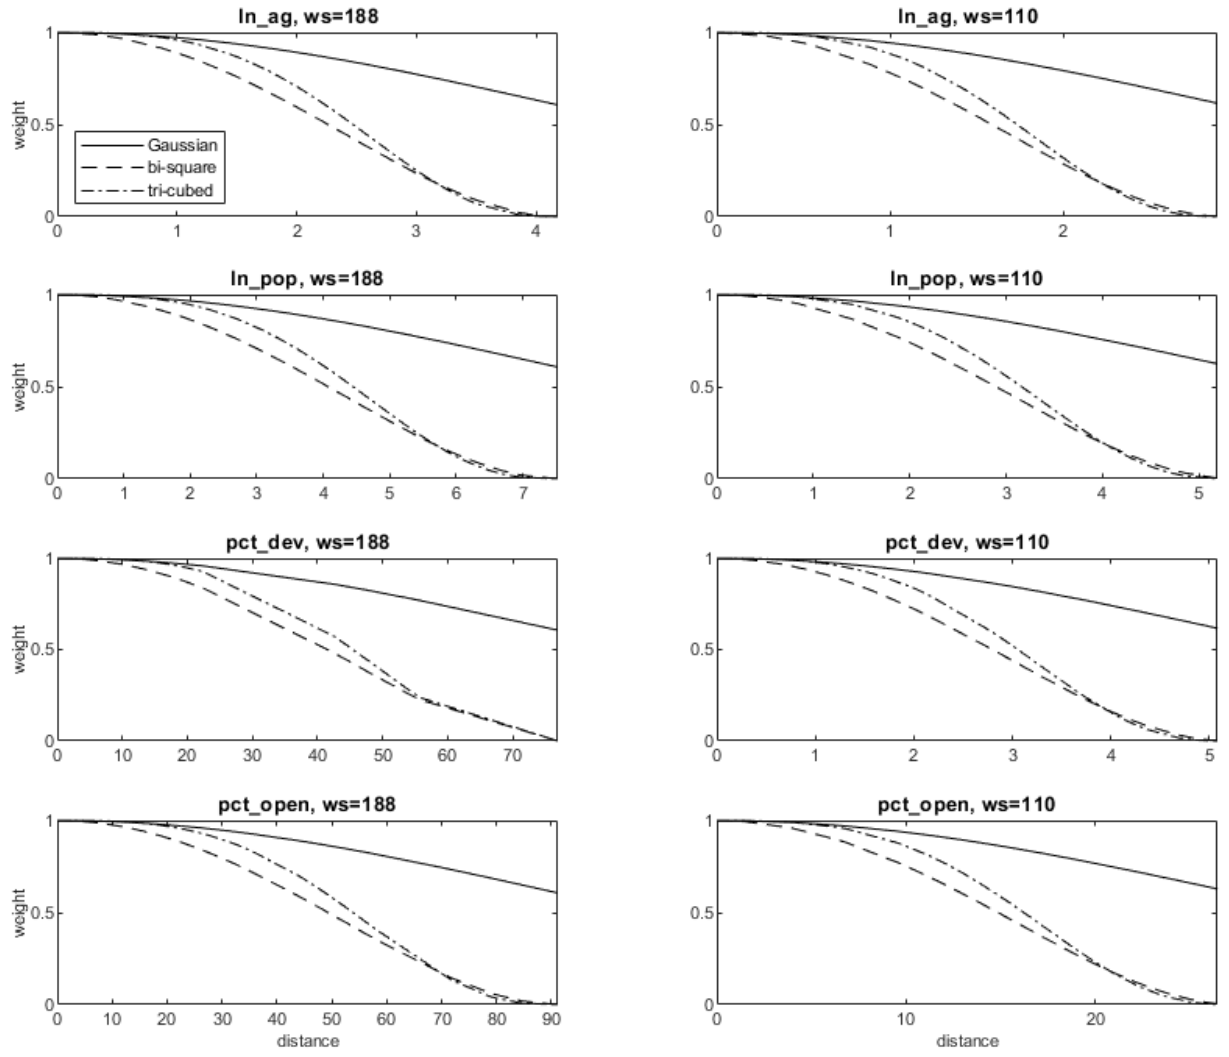 ln_ag, ws=188
1
0.5
0
weight
Gaussian
bi-square
tri-cubed
0 1 2 3 4
ln_ag, ws=110
1
0.5
0
0 1 2
ln_pop, ws=188
1
0.5
0
weight
0 1 2 3 4 5 6 7
ln_pop, ws=110
1
0.5
0
0 1 2 3 4 5
pct_dev, ws=188
1
0.5
0
weight
0 10 20 30 40 50 60 70
pct_dev, ws=110
1
0.5
0
0 1 2 3 4 5
pct_open, ws=188
1
0.5
0
weight
0 10 20 30 40 50 60 70 80 90
distance
pct_open, ws=110
1
0.5
0
0 10 20
distance